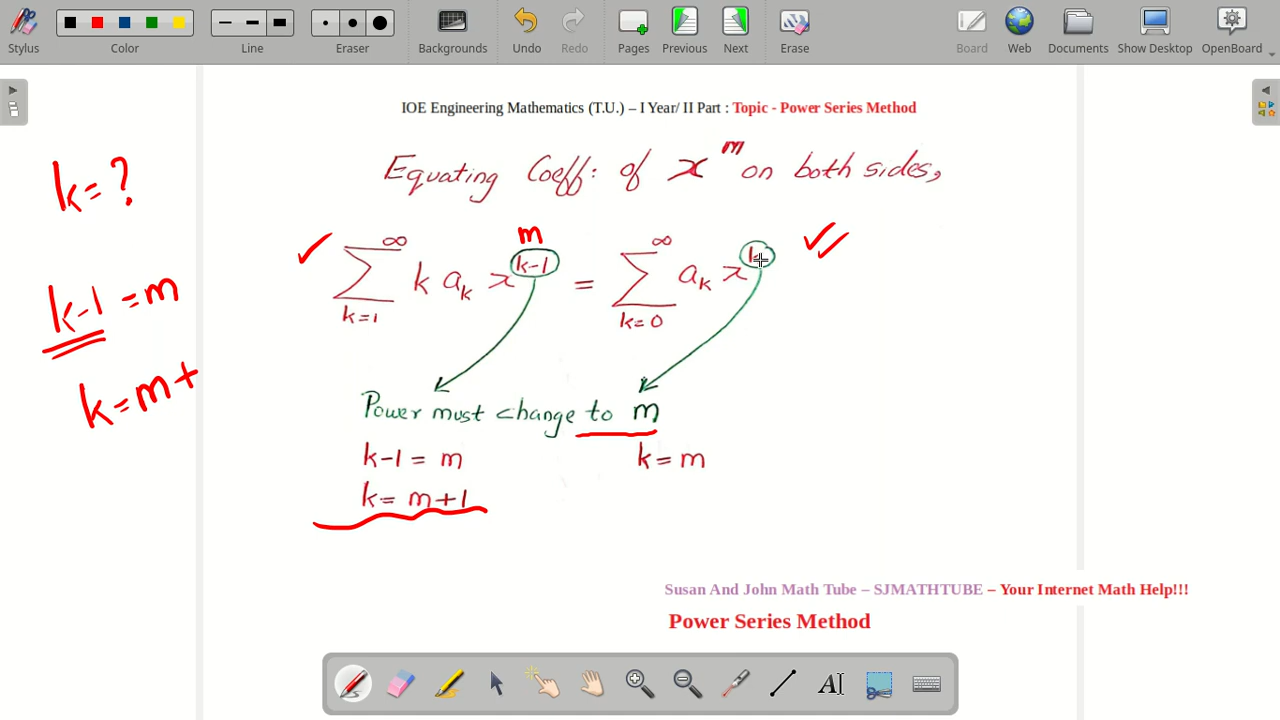 Stylus Color Line Eraser Backgrounds Undo Redo Pages Previous Next Erase Board Web Documents Show Desktop OpenBoard
IOE Engineering Mathematics (T.U.) – I Year/ II Part : Topic - Power Series Method
Equating Coeff: of x^m on both sides,
k=?
m
∑_{k=1}^{∞} k a_k x^{k-1} = ∑_{k=0}^{∞} a_k x^k
k-1=m
k=m+
Power must change to m
k-1 = m
k = m
k= m+1
Susan And John Math Tube – SJMATHTUBE – Your Internet Math Help!!!
Power Series Method